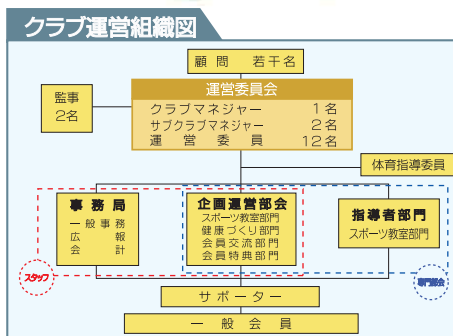 クラブ運営組織図
顧問 若干名
監事
2名
運営委員会
クラブマネジャー 1名
サブクラブマネジャー 2名
運営委員 12名
体育指導委員
事務局
一般事務
広報
会計
企画運営部会
スポーツ教室部門
健康づくり部門
会員交流部門
会員特典部門
指導者部門
スポーツ教室部門
スタッフ
専門部会
サポーター
一般会員